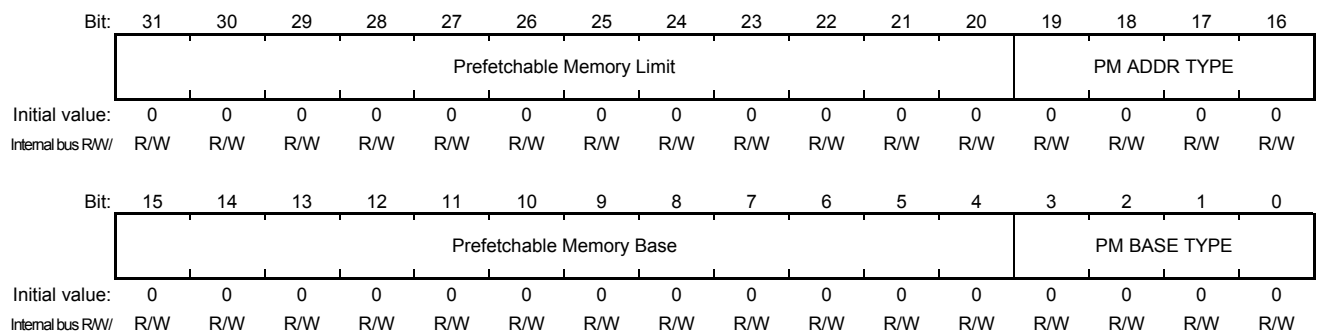 Bit: 31 30 29 28 27 26 25 24 23 22 21 20 19 18 17 16
Prefetchable Memory Limit PM ADDR TYPE
Initial value: 0 0 0 0 0 0 0 0 0 0 0 0 0 0 0 0
Internal bus R/W/ R/W R/W R/W R/W R/W R/W R/W R/W R/W R/W R/W R/W R/W R/W R/W R/W
Bit: 15 14 13 12 11 10 9 8 7 6 5 4 3 2 1 0
Prefetchable Memory Base PM BASE TYPE
Initial value: 0 0 0 0 0 0 0 0 0 0 0 0 0 0 0 0
Internal bus R/W/ R/W R/W R/W R/W R/W R/W R/W R/W R/W R/W R/W R/W R/W R/W R/W R/W